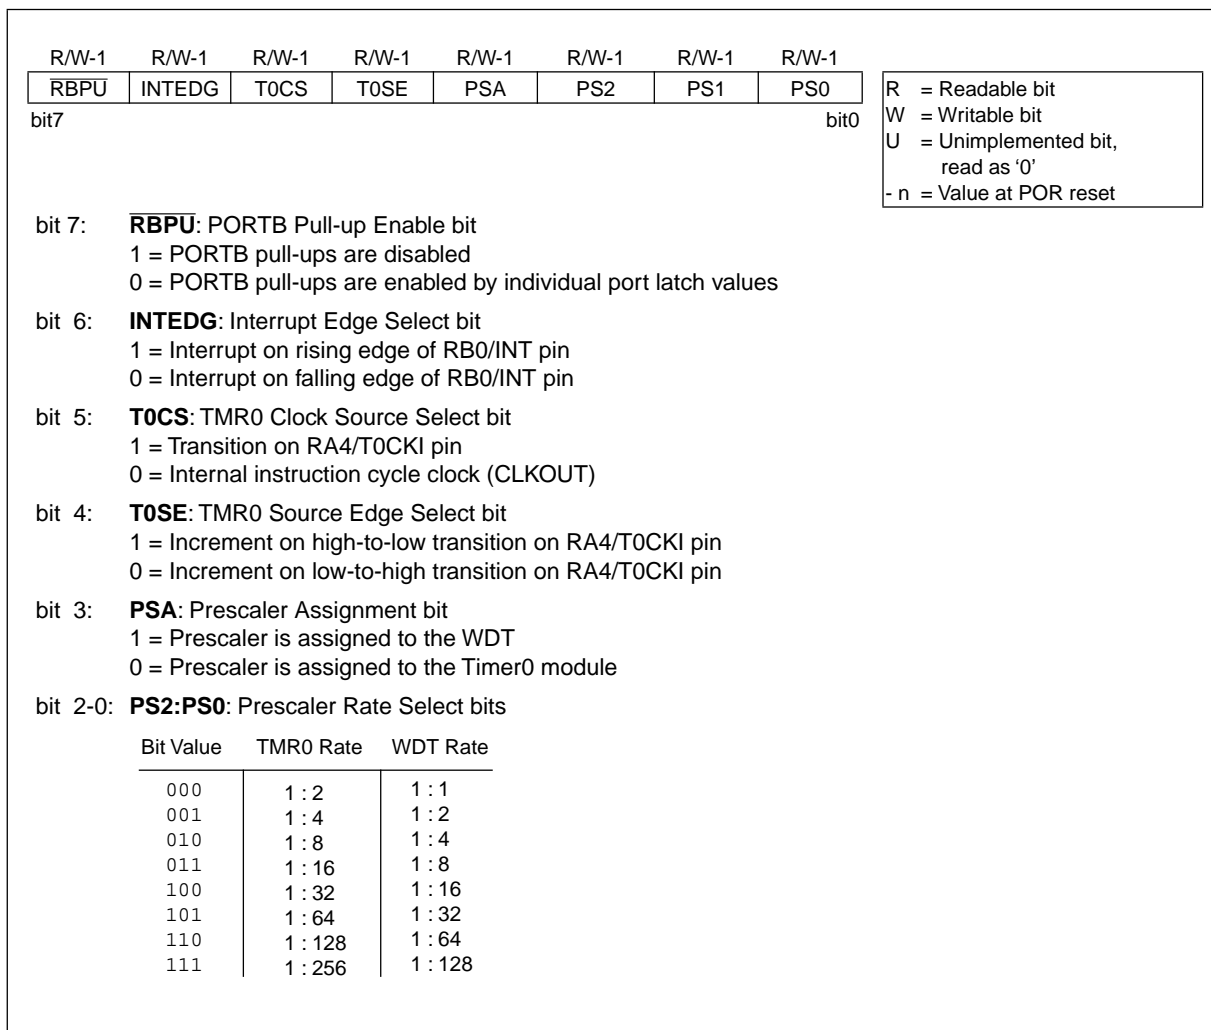 R/W-1 R/W-1 R/W-1 R/W-1 R/W-1 R/W-1 R/W-1 R/W-1
RBPU INTEDG T0CS T0SE PSA PS2 PS1 PS0
bit7 bit0
R = Readable bit
W = Writable bit
U = Unimplemented bit,
read as ‘0’
- n = Value at POR reset
bit 7: RBPU: PORTB Pull-up Enable bit
1 = PORTB pull-ups are disabled
0 = PORTB pull-ups are enabled by individual port latch values
bit 6: INTEDG: Interrupt Edge Select bit
1 = Interrupt on rising edge of RB0/INT pin
0 = Interrupt on falling edge of RB0/INT pin
bit 5: T0CS: TMR0 Clock Source Select bit
1 = Transition on RA4/T0CKI pin
0 = Internal instruction cycle clock (CLKOUT)
bit 4: T0SE: TMR0 Source Edge Select bit
1 = Increment on high-to-low transition on RA4/T0CKI pin
0 = Increment on low-to-high transition on RA4/T0CKI pin
bit 3: PSA: Prescaler Assignment bit
1 = Prescaler is assigned to the WDT
0 = Prescaler is assigned to the Timer0 module
bit 2-0: PS2:PS0: Prescaler Rate Select bits
Bit Value TMR0 Rate WDT Rate
000 1 : 2 1 : 1
001 1 : 4 1 : 2
010 1 : 8 1 : 4
011 1 : 16 1 : 8
100 1 : 32 1 : 16
101 1 : 64 1 : 32
110 1 : 128 1 : 64
111 1 : 256 1 : 128